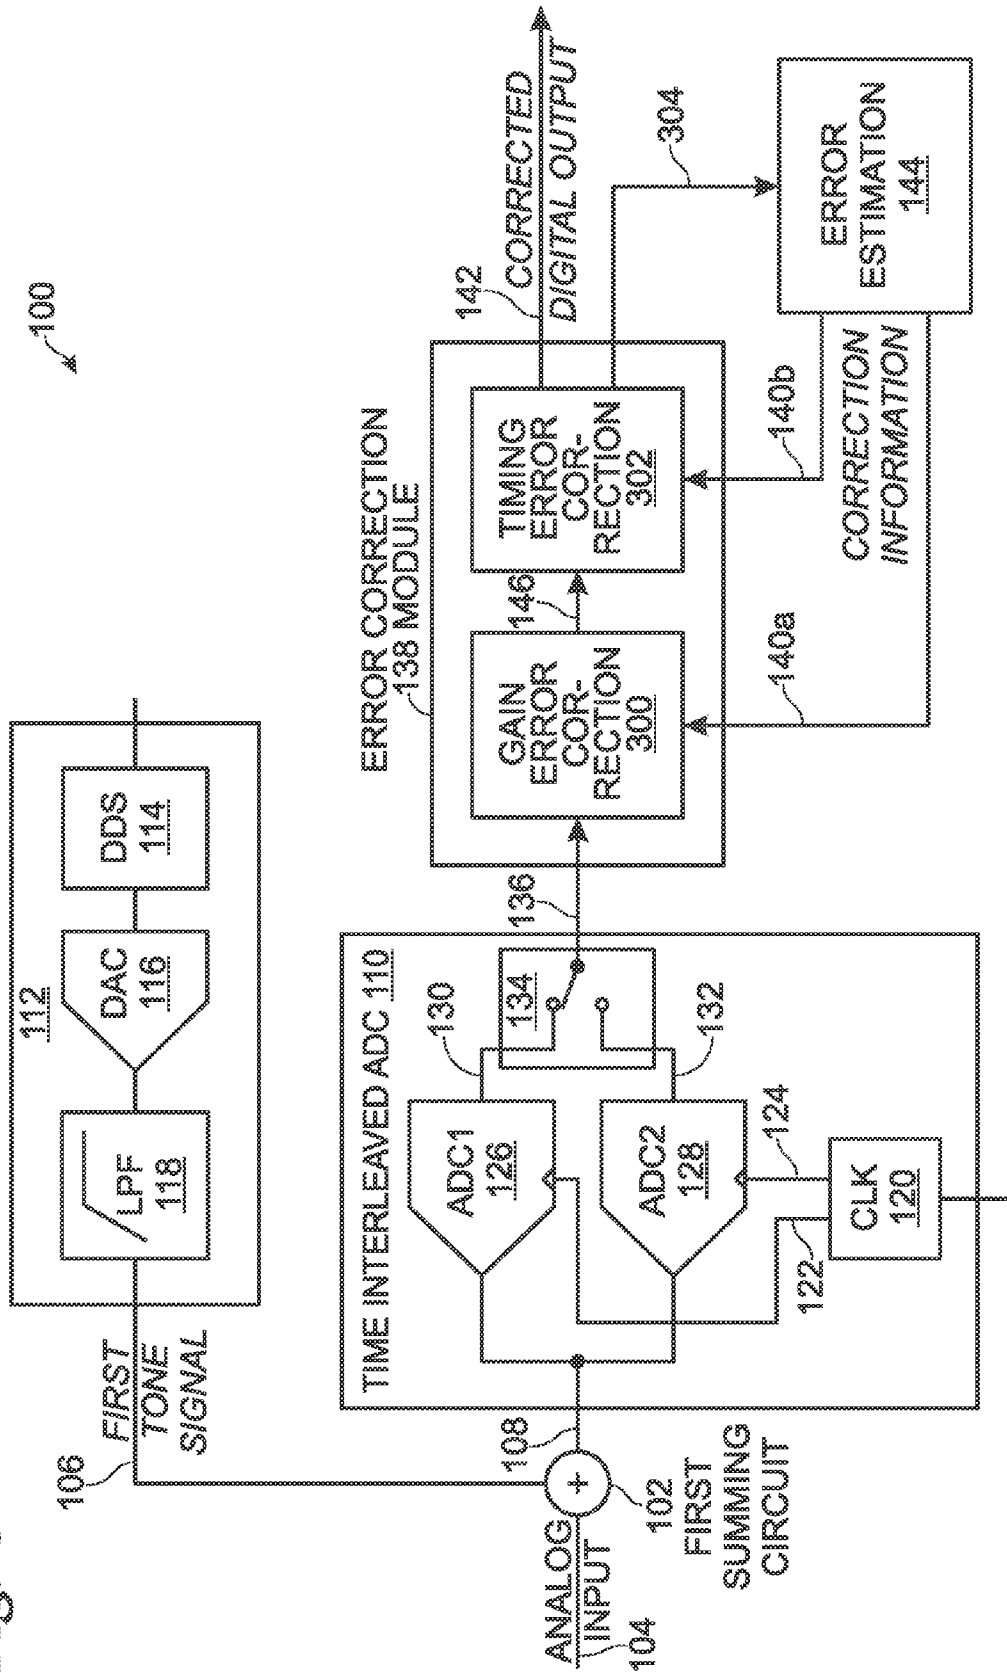 100
112
DDS
114
DAC
116
LPF
118
FIRST
TONE
SIGNAL
106
ERROR CORRECTION
138 MODULE
142
CORRECTED
DIGITAL OUTPUT
TIMING
ERROR
COR-
RECTION
302
304
146
GAIN
ERROR
COR-
RECTION
300
ERROR
ESTIMATION
144
140b
140a
CORRECTION
INFORMATION
136
TIME INTERLEAVED ADC 110
130
134
132
ADC1
126
ADC2
128
124
122
CLK
120
108
+
102
FIRST
SUMMING
CIRCUIT
ANALOG
INPUT
104